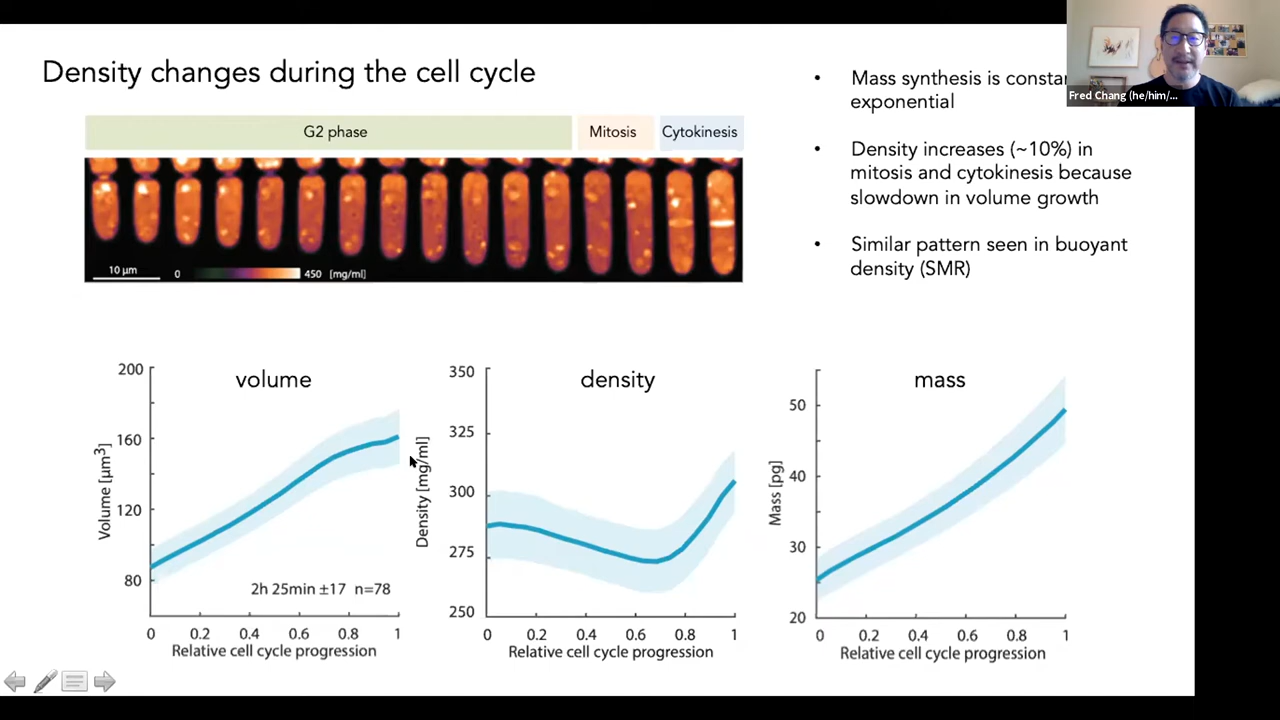 Density changes during the cell cycle
G2 phase
Mitosis
Cytokinesis
10 µm
0
450 [mg/ml]
• Mass synthesis is
exponential
• Density increases (~10%) in
mitosis and cytokinesis because
slowdown in volume growth
• Similar pattern seen in buoyant
density (SMR)
Fred Chang (he/him/...
volume
200
160
120
80
Volume [µm³]
2h 25min ±17 n=78
0 0.2 0.4 0.6 0.8 1
Relative cell cycle progression
density
350
325
300
275
250
Density [mg/ml]
0 0.2 0.4 0.6 0.8 1
Relative cell cycle progression
mass
50
40
30
20
Mass [pg]
0 0.2 0.4 0.6 0.8 1
Relative cell cycle progression